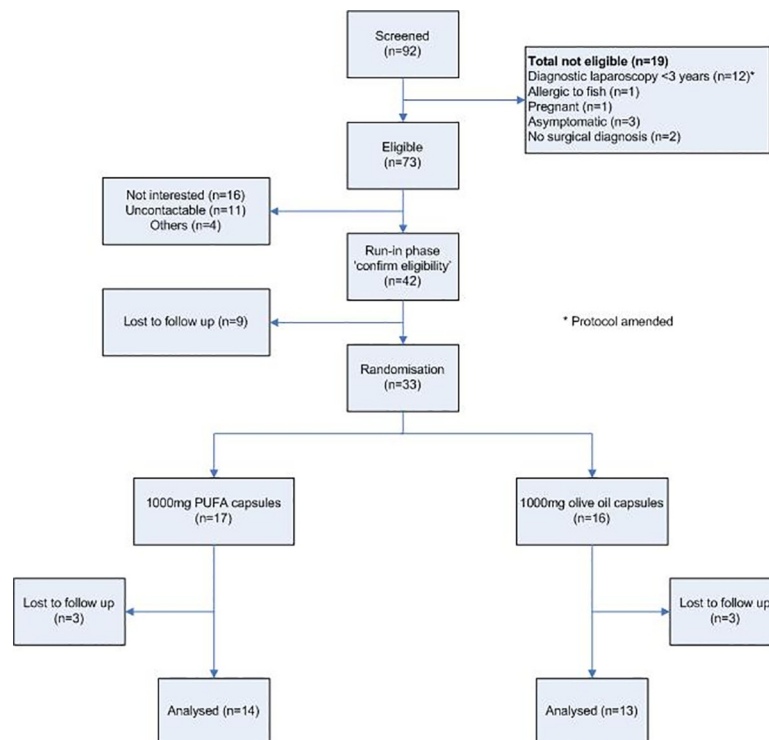 Screened
(n=92)
Total not eligible (n=19)
Diagnostic laparoscopy <3 years (n=12)*
Allergic to fish (n=1)
Pregnant (n=1)
Asymptomatic (n=3)
No surgical diagnosis (n=2)
Eligible
(n=73)
Not interested (n=16)
Uncontactable (n=11)
Others (n=4)
Run-in phase
'confirm eligibility'
(n=42)
Lost to follow up (n=9)
* Protocol amended
Randomisation
(n=33)
1000mg PUFA capsules
(n=17)
1000mg olive oil capsules
(n=16)
Lost to follow up
(n=3)
Lost to follow up
(n=3)
Analysed (n=14)
Analysed (n=13)